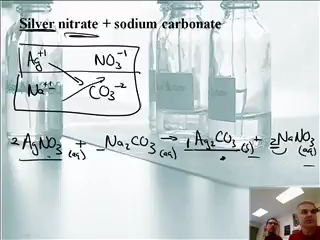 Silver nitrate + sodium carbonate
Ag⁺¹ NO₃⁻¹
Na⁺¹ CO₃⁻²
2AgNO₃(aq) + Na₂CO₃(aq) → 1Ag₂CO₃(s) + 2NaNO₃(aq)